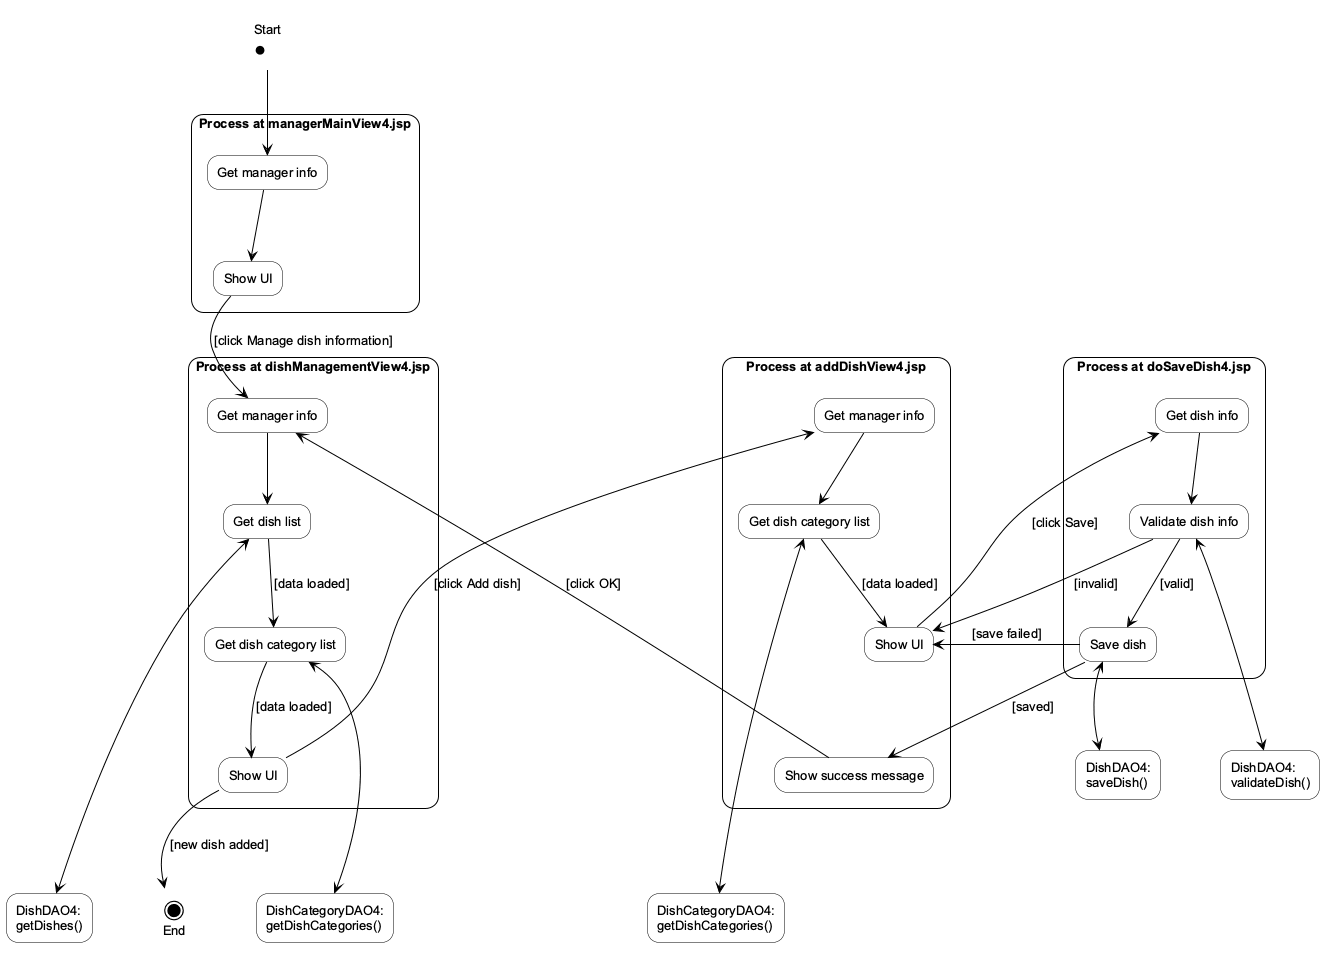 Start
Process at managerMainView4.jsp
Get manager info
Show UI
[click Manage dish information]
Process at dishManagementView4.jsp
Get manager info
Get dish list
[data loaded]
Get dish category list
[data loaded]
Show UI
[new dish added]
[click Add dish]
[click OK]
Process at addDishView4.jsp
Get manager info
Get dish category list
[data loaded]
Show UI
Show success message
Process at doSaveDish4.jsp
Get dish info
[click Save]
Validate dish info
[invalid]
[valid]
[save failed]
Save dish
[saved]
DishDAO4:
saveDish()
DishDAO4:
validateDish()
DishDAO4:
getDishes()
End
DishCategoryDAO4:
getDishCategories()
DishCategoryDAO4:
getDishCategories()